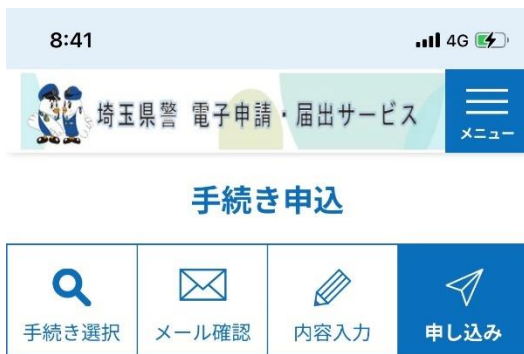 8:41 4G
埼玉県警 電子申請・届出サービス
メニュー
手続き申込
手続き選択 メール確認 内容入力 申し込み